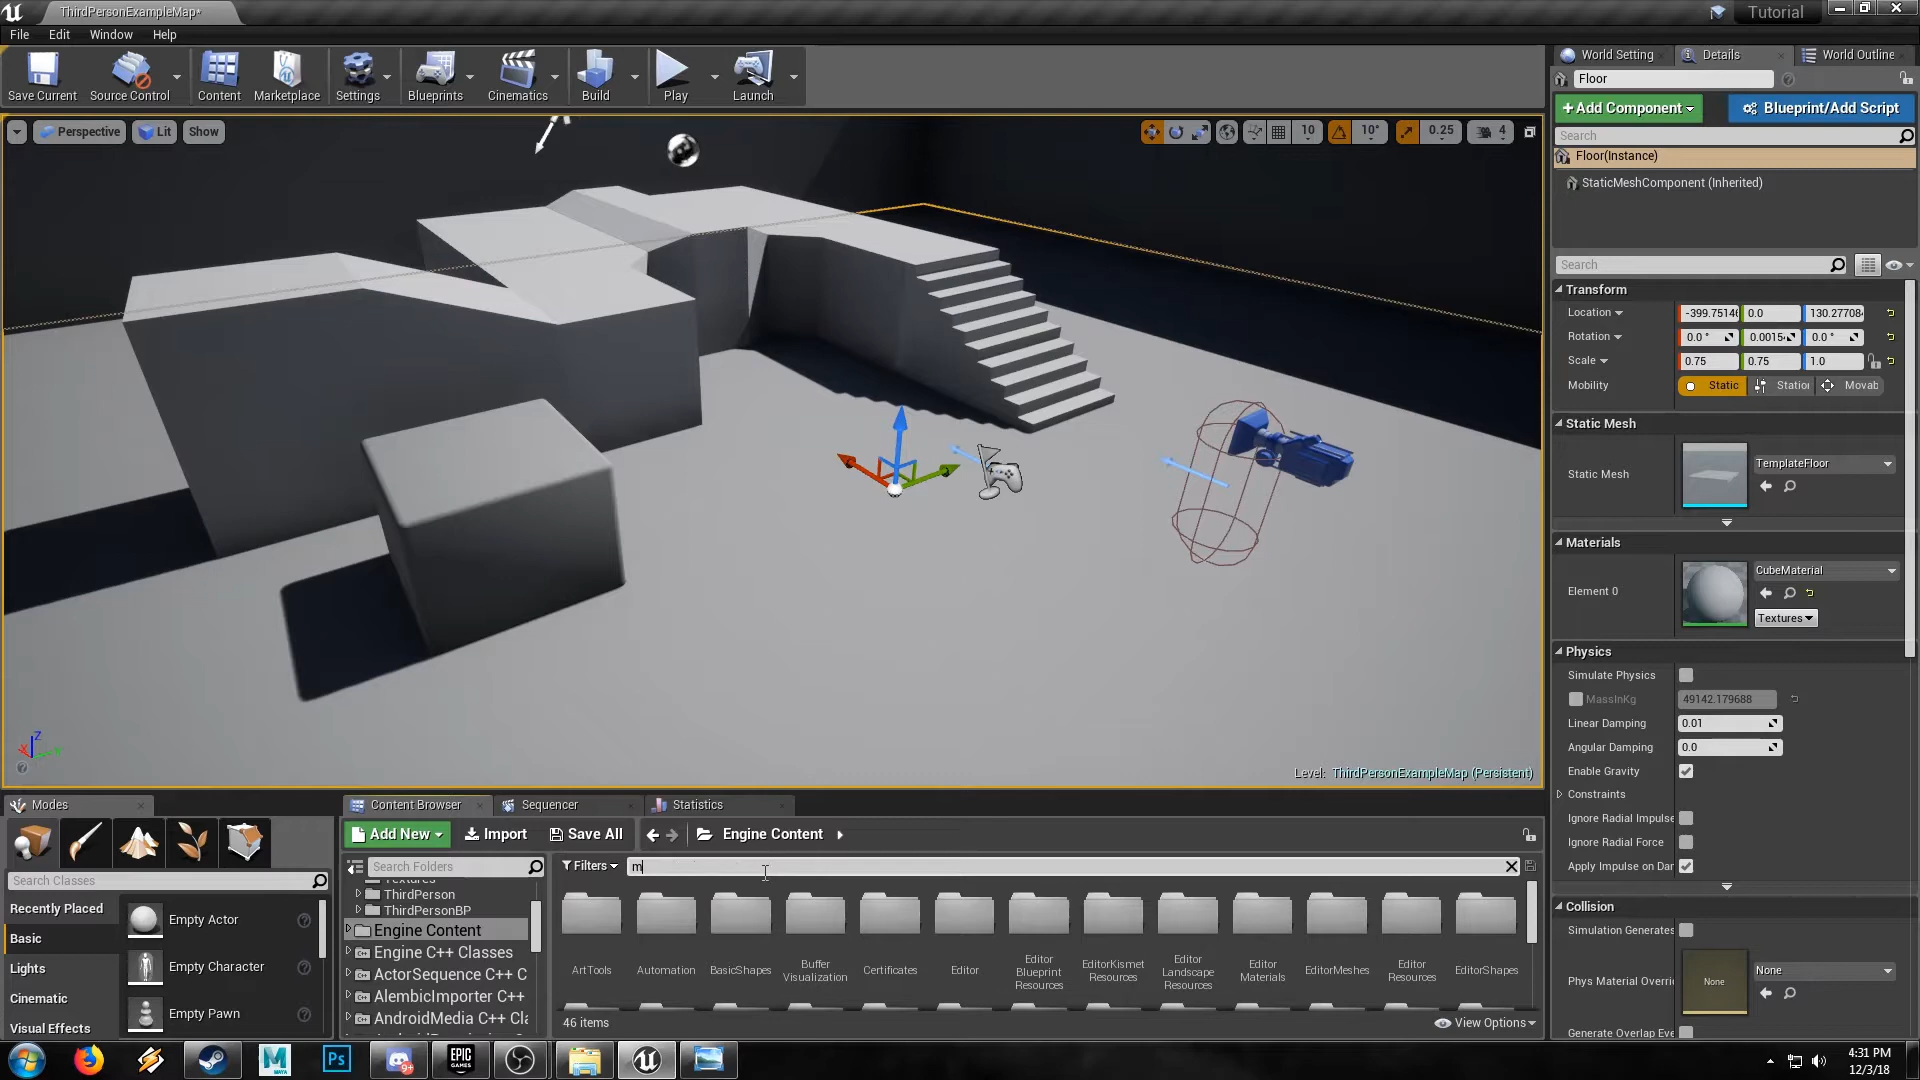 ThirdPersonExampleMap*
Tutorial
File Edit Window Help
Save Current
Source Control
Content
Marketplace
Settings
Blueprints
Cinematics
Build
Play
Launch
Perspective
Lit
Show
10
10°
0.25
4
Level: ThirdPersonExampleMap (Persistent)
World Setting
Details
World Outline
Floor
+Add Component
Blueprint/Add Script
Search
Floor(Instance)
StaticMeshComponent (Inherited)
Search
Transform
Location
0.0
Rotation
0.0 °
0.0 °
Scale
0.75
0.75
1.0
Mobility
Static
Static Mesh
Static Mesh
TemplateFloor
Materials
Element 0
CubeMaterial
Textures
Physics
Simulate Physics
MassInKg
49142.179688
Linear Damping
0.01
Angular Damping
0.0
Enable Gravity
Constraints
Ignore Radial Impulse
Ignore Radial Force
Apply Impulse on Dar
Collision
Simulation Generates
Phys Material Overri
None
None
Generate Overlap Eve
Modes
Search Classes
Recently Placed
Basic
Lights
Cinematic
Visual Effects
Empty Actor
Empty Character
Empty Pawn
Content Browser
Sequencer
Statistics
Add New
Import
Save All
Engine Content
Search Folders
ThirdPerson
ThirdPersonBP
Engine Content
Engine C++ Classes
ActorSequence C++ C
AlembicImporter C++
AndroidMedia C++ Cla
Filters
m
ArtTools
Automation
BasicShapes
Buffer
Visualization
Certificates
Editor
Editor
Blueprint
Resources
EditorKismet
Resources
Editor
Landscape
Resources
Editor
Materials
EditorMeshes
Editor
Resources
EditorShapes
46 items
View Options
X
Y
Z
Ps
MAYA
EPIC
GAMES
9+
4:31 PM
12/3/18